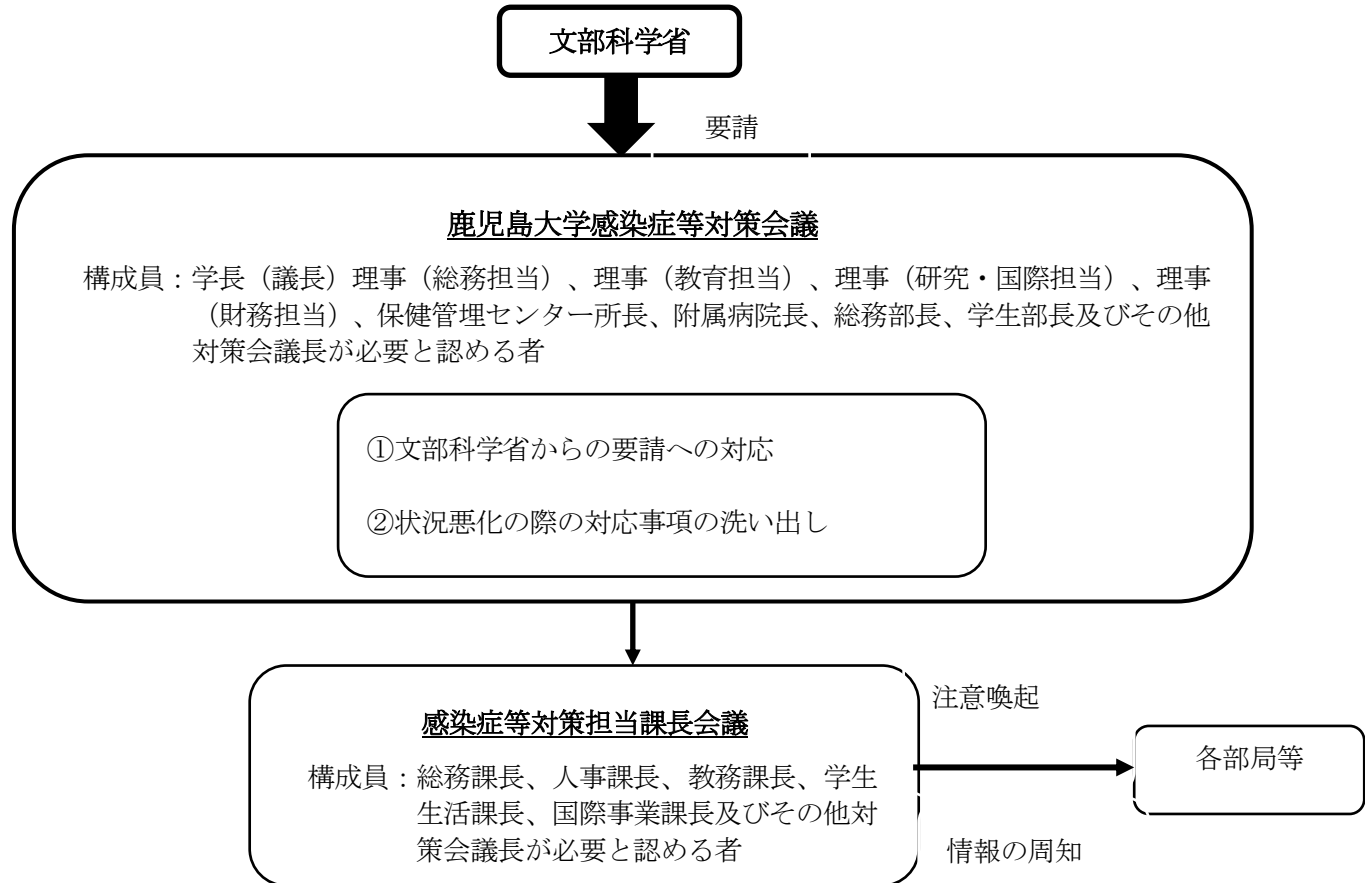 文部科学省
要請
鹿児島大学感染症等対策会議
構成員：学長（議長）理事（総務担当）、理事（教育担当）、理事（研究・国際担当）、理事
（財務担当）、保健管理センター所長、附属病院長、総務部長、学生部長及びその他
対策会議長が必要と認める者
①文部科学省からの要請への対応
②状況悪化の際の対応事項の洗い出し
感染症等対策担当課長会議
構成員：総務課長、人事課長、教務課長、学生
生活課長、国際事業課長及びその他対
策会議長が必要と認める者
注意喚起
各部局等
情報の周知